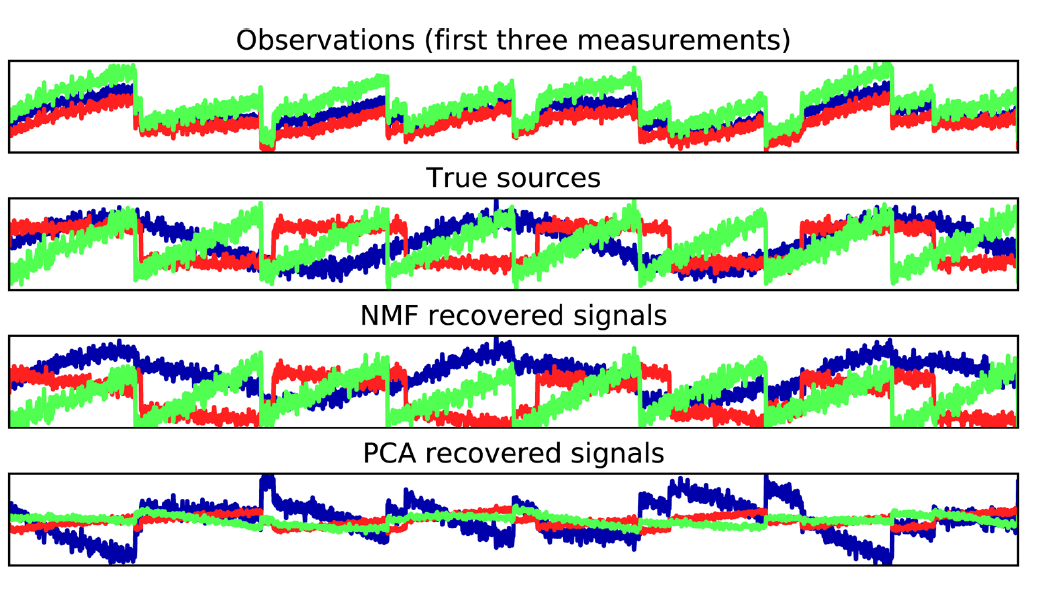 Observations (first three measurements)
True sources
NMF recovered signals
PCA recovered signals